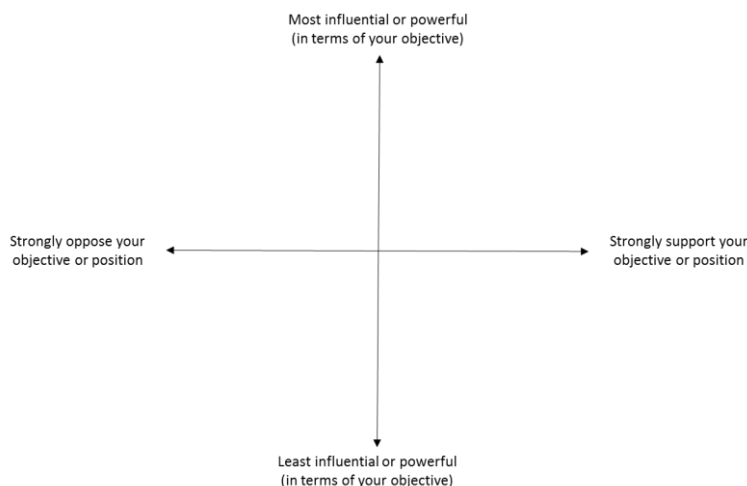 Most influential or powerful
(in terms of your objective)
Strongly oppose your
objective or position
Strongly support your
objective or position
Least influential or powerful
(in terms of your objective)